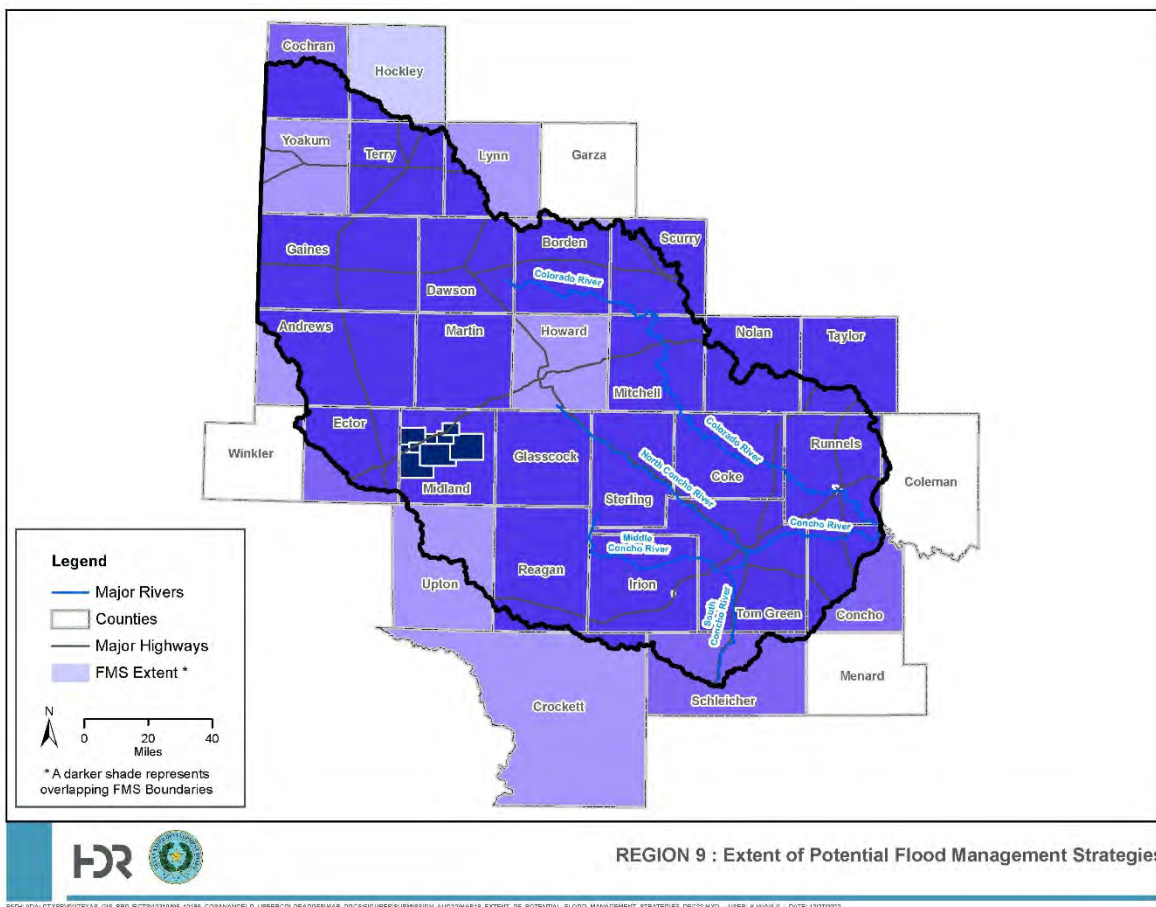 Cochran
Hockley
Yoakum
Terry
Lynn
Garza
Gaines
Borden
Scurry
Colorado River
Dawson
Andrews
Martin
Howard
Nolan
Taylor
Mitchell
Winkler
Ector
Midland
Glasscock
Sterling
North Concho River
Coke
Colorado River
Runnels
Coleman
Concho River
Middle
Concho River
Upton
Reagan
Irion
South
Concho River
Tom Green
Concho
Crockett
Schleicher
Menard
Legend
Major Rivers
Counties
Major Highways
FMS Extent *
N
0 20 40
Miles
* A darker shade represents
overlapping FMS Boundaries
HDR
REGION 9 : Extent of Potential Flood Management Strategies